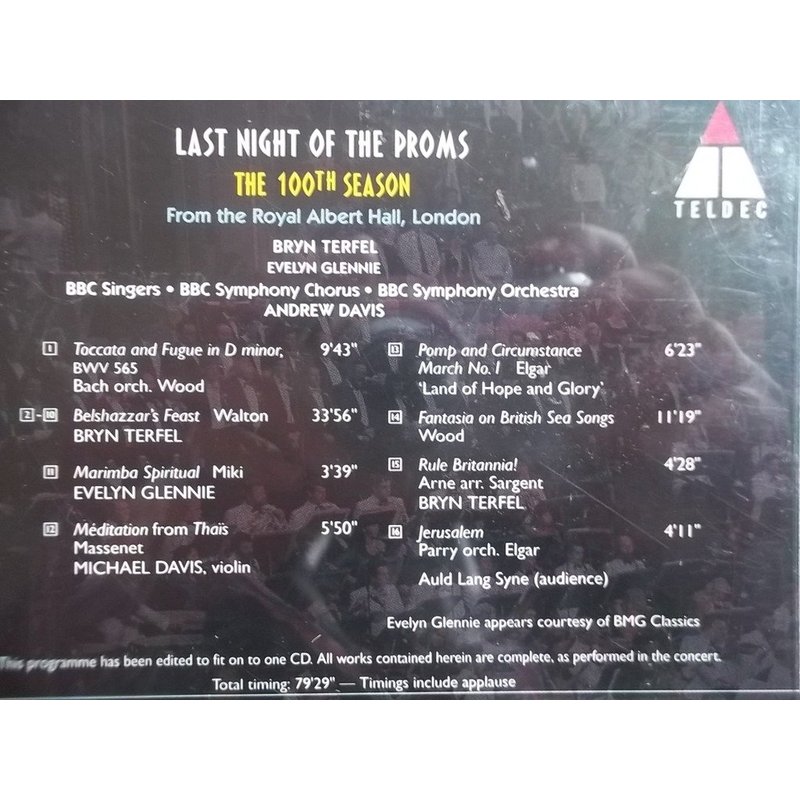 LAST NIGHT OF THE PROMS
THE 100TH SEASON
From the Royal Albert Hall, London
TELDEC
BRYN TERFEL
EVELYN GLENNIE
BBC Singers • BBC Symphony Chorus • BBC Symphony Orchestra
ANDREW DAVIS
1 Toccata and Fugue in D minor, 9'43"
BWV 565
Bach orch. Wood
2-10 Belshazzar's Feast Walton 33'56"
BRYN TERFEL
11 Marimba Spiritual Miki 3'39"
EVELYN GLENNIE
12 Méditation from Thaïs 5'50"
Massenet
MICHAEL DAVIS, violin
13 Pomp and Circumstance 6'23"
March No.1 Elgar
'Land of Hope and Glory'
14 Fantasia on British Sea Songs 11'19"
Wood
15 Rule Britannia! 4'28"
Arne arr. Sargent
BRYN TERFEL
16 Jerusalem 4'11"
Parry orch. Elgar
Auld Lang Syne (audience)
Evelyn Glennie appears courtesy of BMG Classics
This programme has been edited to fit on to one CD. All works contained herein are complete, as performed in the concert.
Total timing: 79'29" — Timings include applause